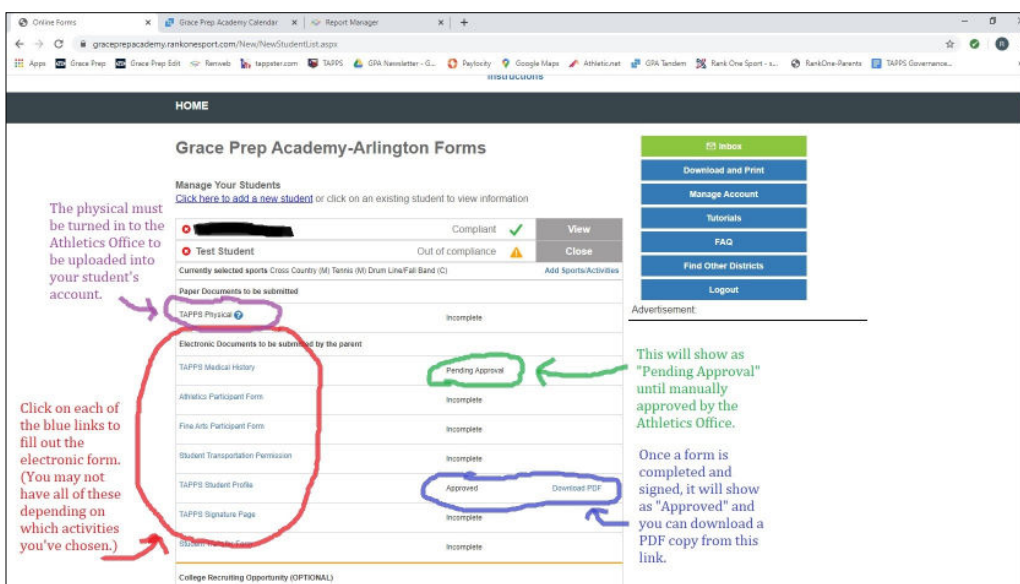 Online Forms
Grace Prep Academy Calendar
Report Manager
graceprepacademy.rankonesport.com/New/NewStudentList.aspx
Apps Grace Prep Grace Prep Edit Renweb tappster.com TAPPS GPA Newsletter - G... Paylocity Google Maps Athletic.net GPA Tandem Rank One Sport - s... RankOne-Parents TAPPS Governance...
Instructions
HOME
Grace Prep Academy-Arlington Forms
Manage Your Students
Click here to add a new student or click on an existing student to view information
Compliant View
Test Student Out of compliance Close
Currently selected sports Cross Country (M) Tennis (M) Drum Line/Fall Band (C) Add Sports/Activities
Paper Documents to be submitted
TAPPS Physical Incomplete
Electronic Documents to be submitted by the parent
TAPPS Medical History Pending Approval
Athletics Participant Form Incomplete
Fine Arts Participant Form Incomplete
Student Transportation Permission Incomplete
TAPPS Student Profile Approved Download PDF
TAPPS Signature Page Incomplete
Student Transfer Form Incomplete
College Recruiting Opportunity (OPTIONAL)
Inbox
Download and Print
Manage Account
Tutorials
FAQ
Find Other Districts
Logout
Advertisement:
The physical must
be turned in to the
Athletics Office to
be uploaded into
your student's
account.
Click on each of
the blue links to
fill out the
electronic form.
(You may not
have all of these
depending on
which activities
you've chosen.)
This will show as
"Pending Approval"
until manually
approved by the
Athletics Office.
Once a form is
completed and
signed, it will show
as "Approved" and
you can download a
PDF copy from this
link.